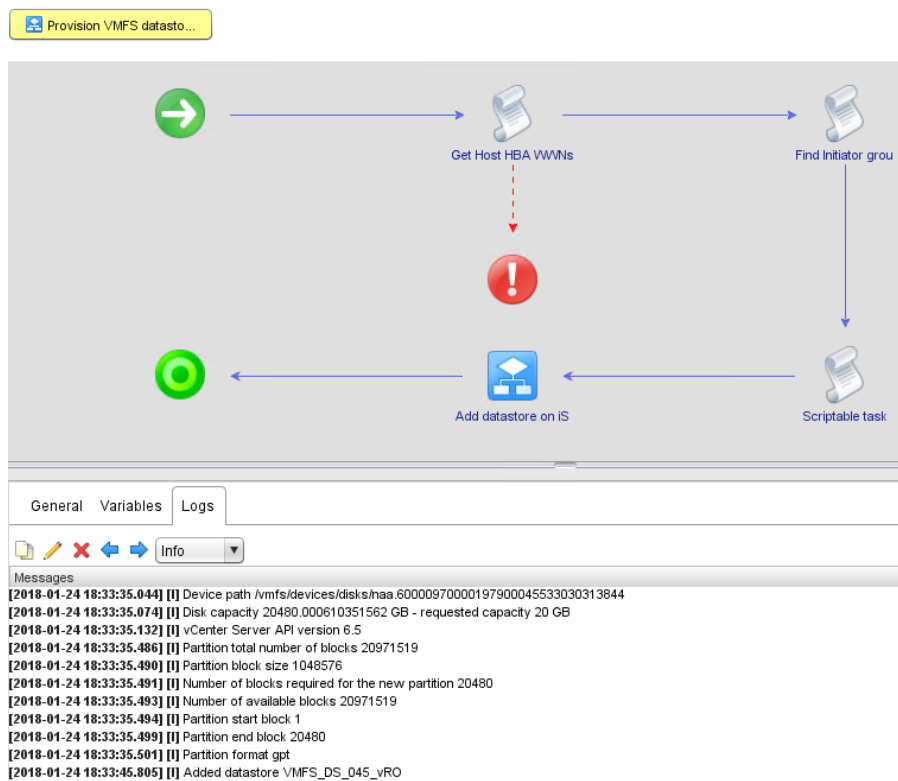 Provision VMFS datasto...
Get Host HBA WWNs
Find Initiator grou
Add datastore on iS
Scriptable task
General Variables Logs
Info
Messages
[2018-01-24 18:33:35.044] [I] Device path /vmfs/devices/disks/naa.60000970000197900045533030313844
[2018-01-24 18:33:35.074] [I] Disk capacity 20480.000610351562 GB - requested capacity 20 GB
[2018-01-24 18:33:35.132] [I] vCenter Server API version 6.5
[2018-01-24 18:33:35.486] [I] Partition total number of blocks 20971519
[2018-01-24 18:33:35.490] [I] Partition block size 1048576
[2018-01-24 18:33:35.491] [I] Number of blocks required for the new partition 20480
[2018-01-24 18:33:35.493] [I] Number of available blocks 20971519
[2018-01-24 18:33:35.494] [I] Partition start block 1
[2018-01-24 18:33:35.499] [I] Partition end block 20480
[2018-01-24 18:33:35.501] [I] Partition format gpt
[2018-01-24 18:33:45.805] [I] Added datastore VMFS_DS_045_vRO